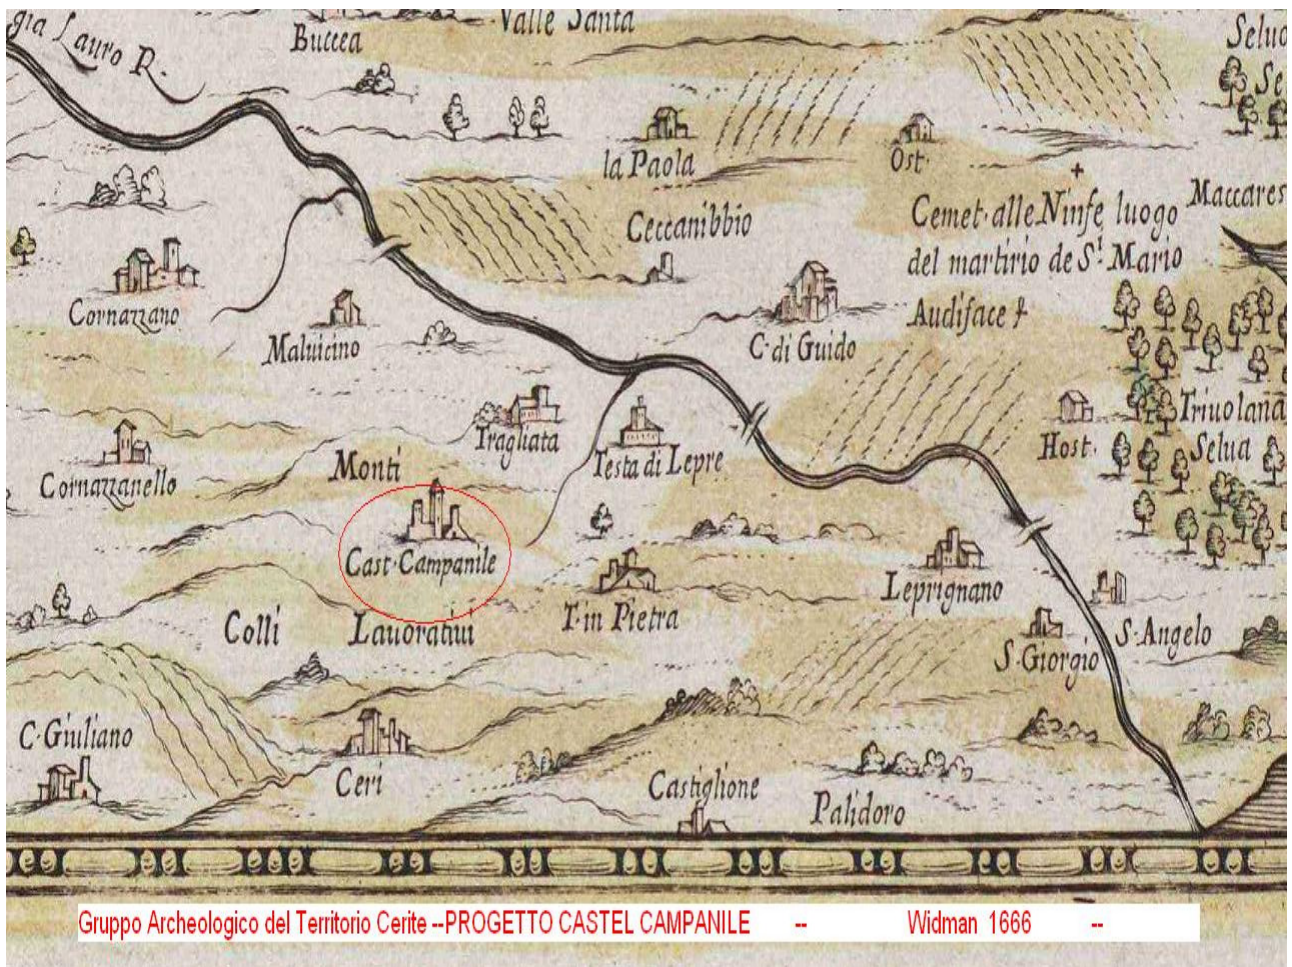 gia Lauro R.
Buccea
Valle Santa
Selua
Se
la Paola
Ost.
Maccares
Ceccanibbio
Cemet. alle Ninfe luogo
del martirio de S.ti Mario
Audiface &
Cornazzano
Maluicino
C. di Guido
Tragliata
Testa di Lepre
Host.
Triuolana
Selua
Cornazzanello
Monti
Cast. Campanile
Leprignano
Colli Lauoratiui
T. in Pietra
S. Giorgio
S. Angelo
C. Giuliano
Ceri
Castiglione
Palidoro
Gruppo Archeologico del Territorio Cerite --PROGETTO CASTEL CAMPANILE -- Widman 1666 --